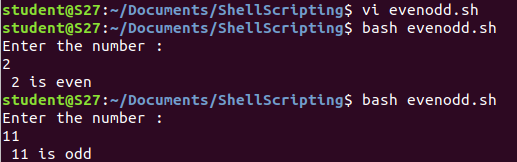 student@S27:~/Documents/ShellScripting$ vi evenodd.sh
student@S27:~/Documents/ShellScripting$ bash evenodd.sh
Enter the number :
2
 2 is even
student@S27:~/Documents/ShellScripting$ bash evenodd.sh
Enter the number :
11
 11 is odd